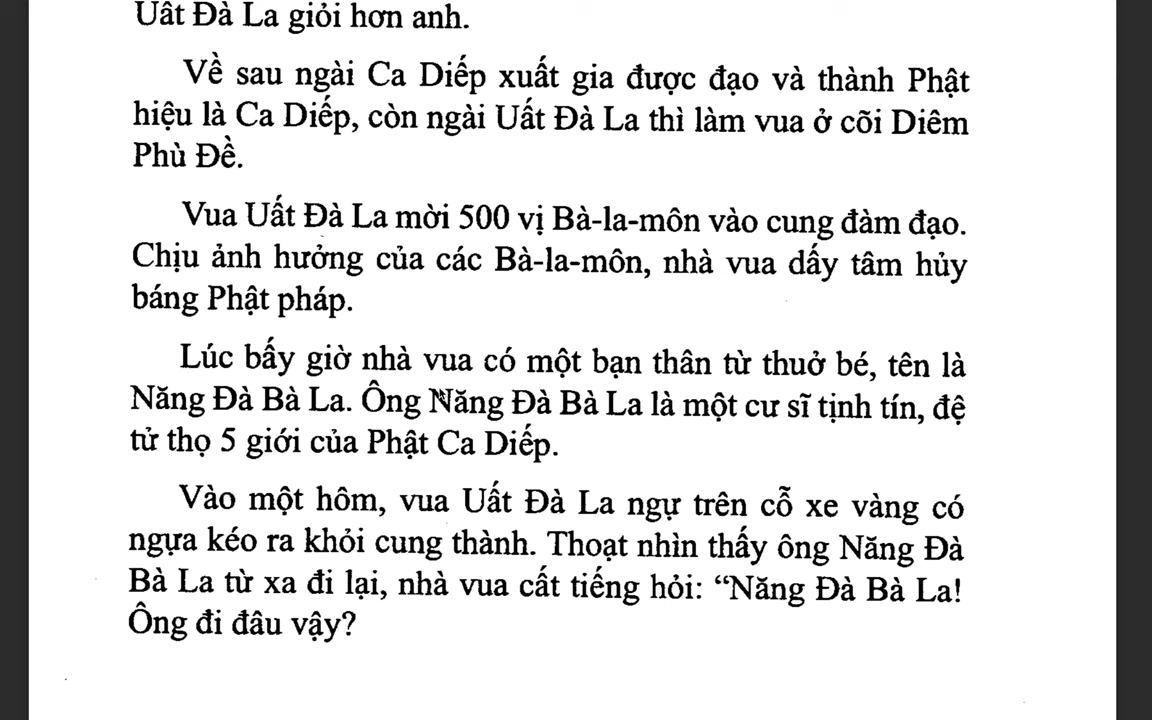 Uất Đà La giỏi hơn anh.
Về sau ngài Ca Diếp xuất gia được đạo và thành Phật
hiệu là Ca Diếp, còn ngài Uất Đà La thì làm vua ở cõi Diêm
Phù Đề.
Vua Uất Đà La mời 500 vị Bà-la-môn vào cung đàm đạo.
Chịu ảnh hưởng của các Bà-la-môn, nhà vua dấy tâm hủy
báng Phật pháp.
Lúc bấy giờ nhà vua có một bạn thân từ thuở bé, tên là
Năng Đà Bà La. Ông Năng Đà Bà La là một cư sĩ tịnh tín, đệ
tử thọ 5 giới của Phật Ca Diếp.
Vào một hôm, vua Uất Đà La ngự trên cỗ xe vàng có
ngựa kéo ra khỏi cung thành. Thoạt nhìn thấy ông Năng Đà
Bà La từ xa đi lại, nhà vua cất tiếng hỏi: “Năng Đà Bà La!
Ông đi đâu vậy?